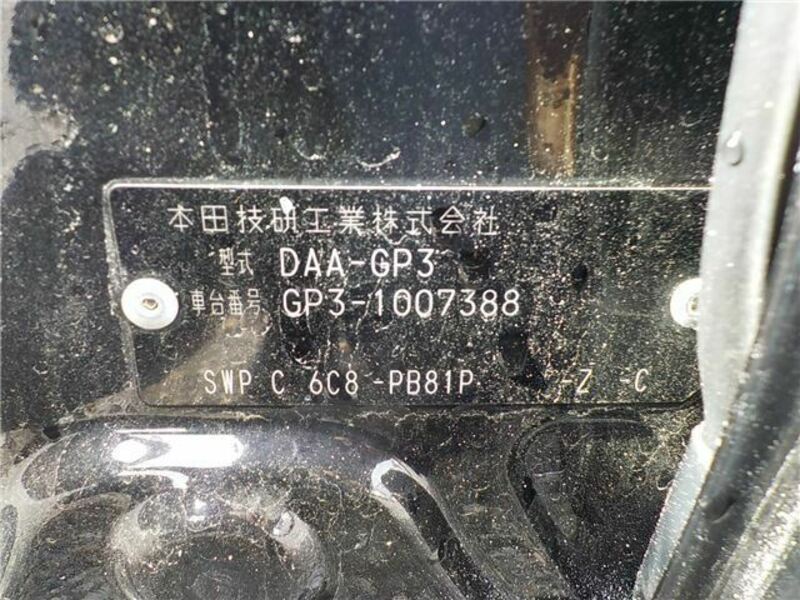 本田技研工業株式会社
型式 DAA-GP3
車台番号 GP3-1007388
SWP C 6C8 -PB81P -Z -C